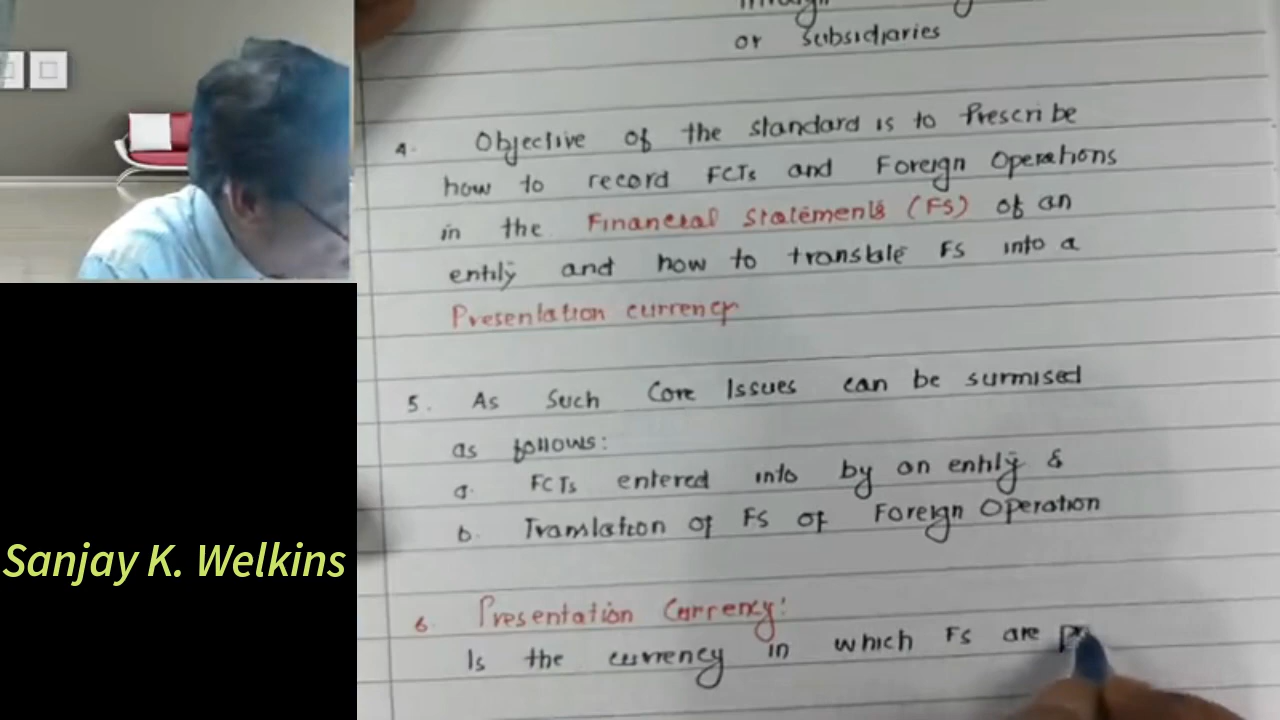 or subsidiaries
4. Objective of the standard is to Prescribe
how to record FCTs and Foreign Operations
in the Financial Statements (FS) of an
entity and how to translate FS into a
Presentation currency
5. As Such Core Issues can be surmised
as follows:
a. FCTs entered into by an entity &
b. Translation of FS of Foreign Operation
6. Presentation Currency:
Is the currency in which FS are
Sanjay K. Welkins